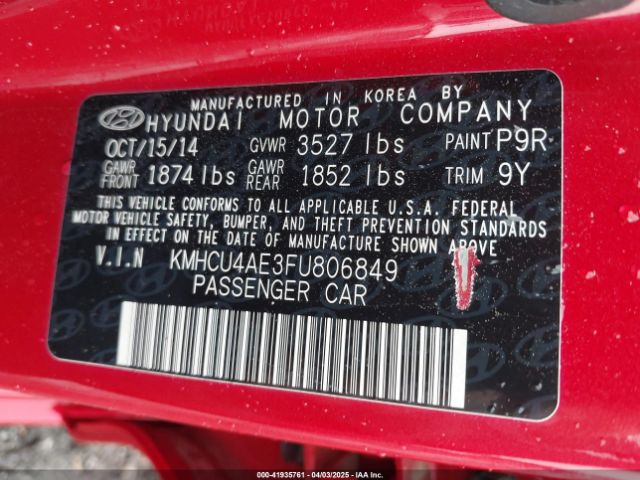 MANUFACTURED IN KOREA BY
HYUNDAI MOTOR COMPANY
OCT/15/14 GVWR 3527 lbs PAINT P9R
GAWR FRONT 1874 lbs GAWR REAR 1852 lbs TRIM 9Y
THIS VEHICLE CONFORMS TO ALL APPLICABLE U.S.A. FEDERAL
MOTOR VEHICLE SAFETY, BUMPER, AND THEFT PREVENTION STANDARDS
IN EFFECT ON THE DATE OF MANUFACTURE SHOWN ABOVE.
V.I.N KMHCU4AE3FU806849
PASSENGER CAR
000-41935761 - 04/03/2025 - IAA Inc.